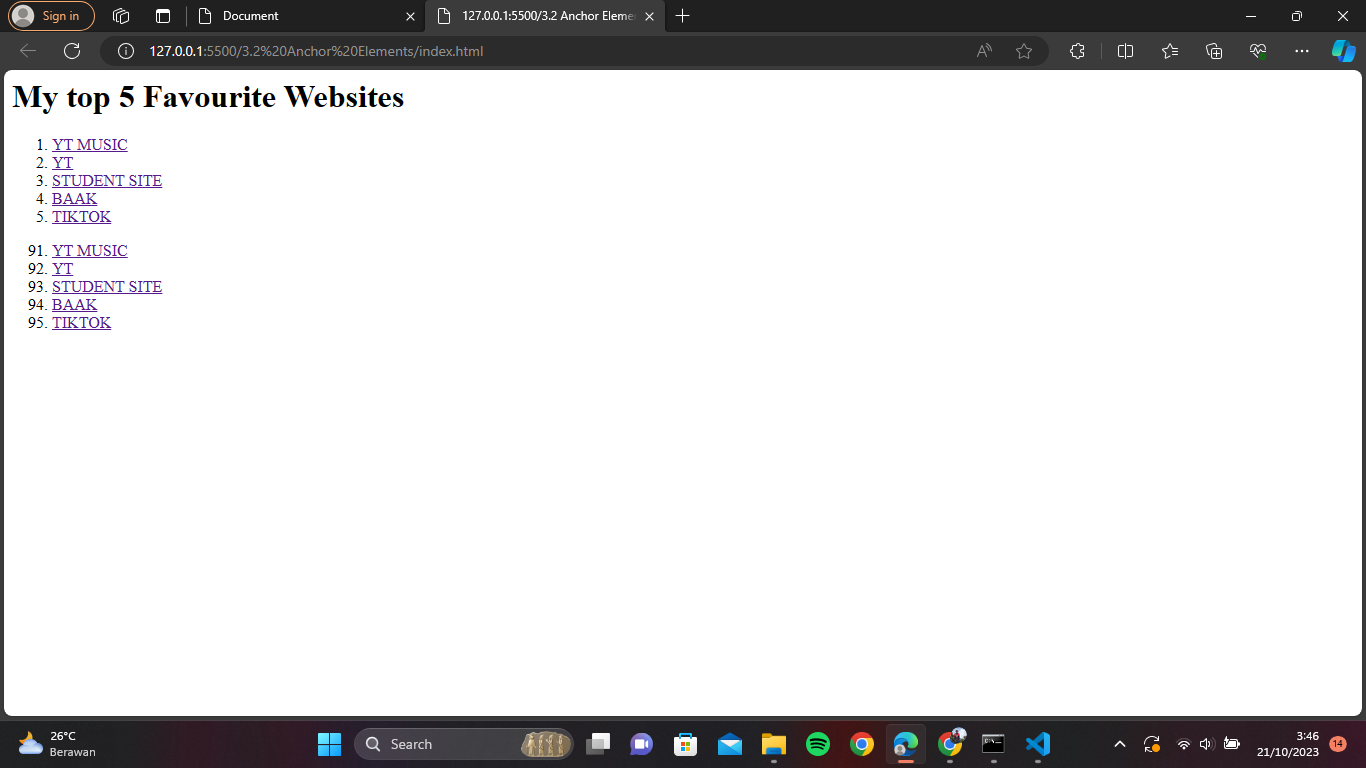 Sign in
Document
127.0.0.1:5500/3.2 Anchor Eleme
127.0.0.1:5500/3.2%20Anchor%20Elements/index.html
My top 5 Favourite Websites
1. YT MUSIC
2. YT
3. STUDENT SITE
4. BAAK
5. TIKTOK
91. YT MUSIC
92. YT
93. STUDENT SITE
94. BAAK
95. TIKTOK
26°C
Berawan
Search
3:46
21/10/2023
14